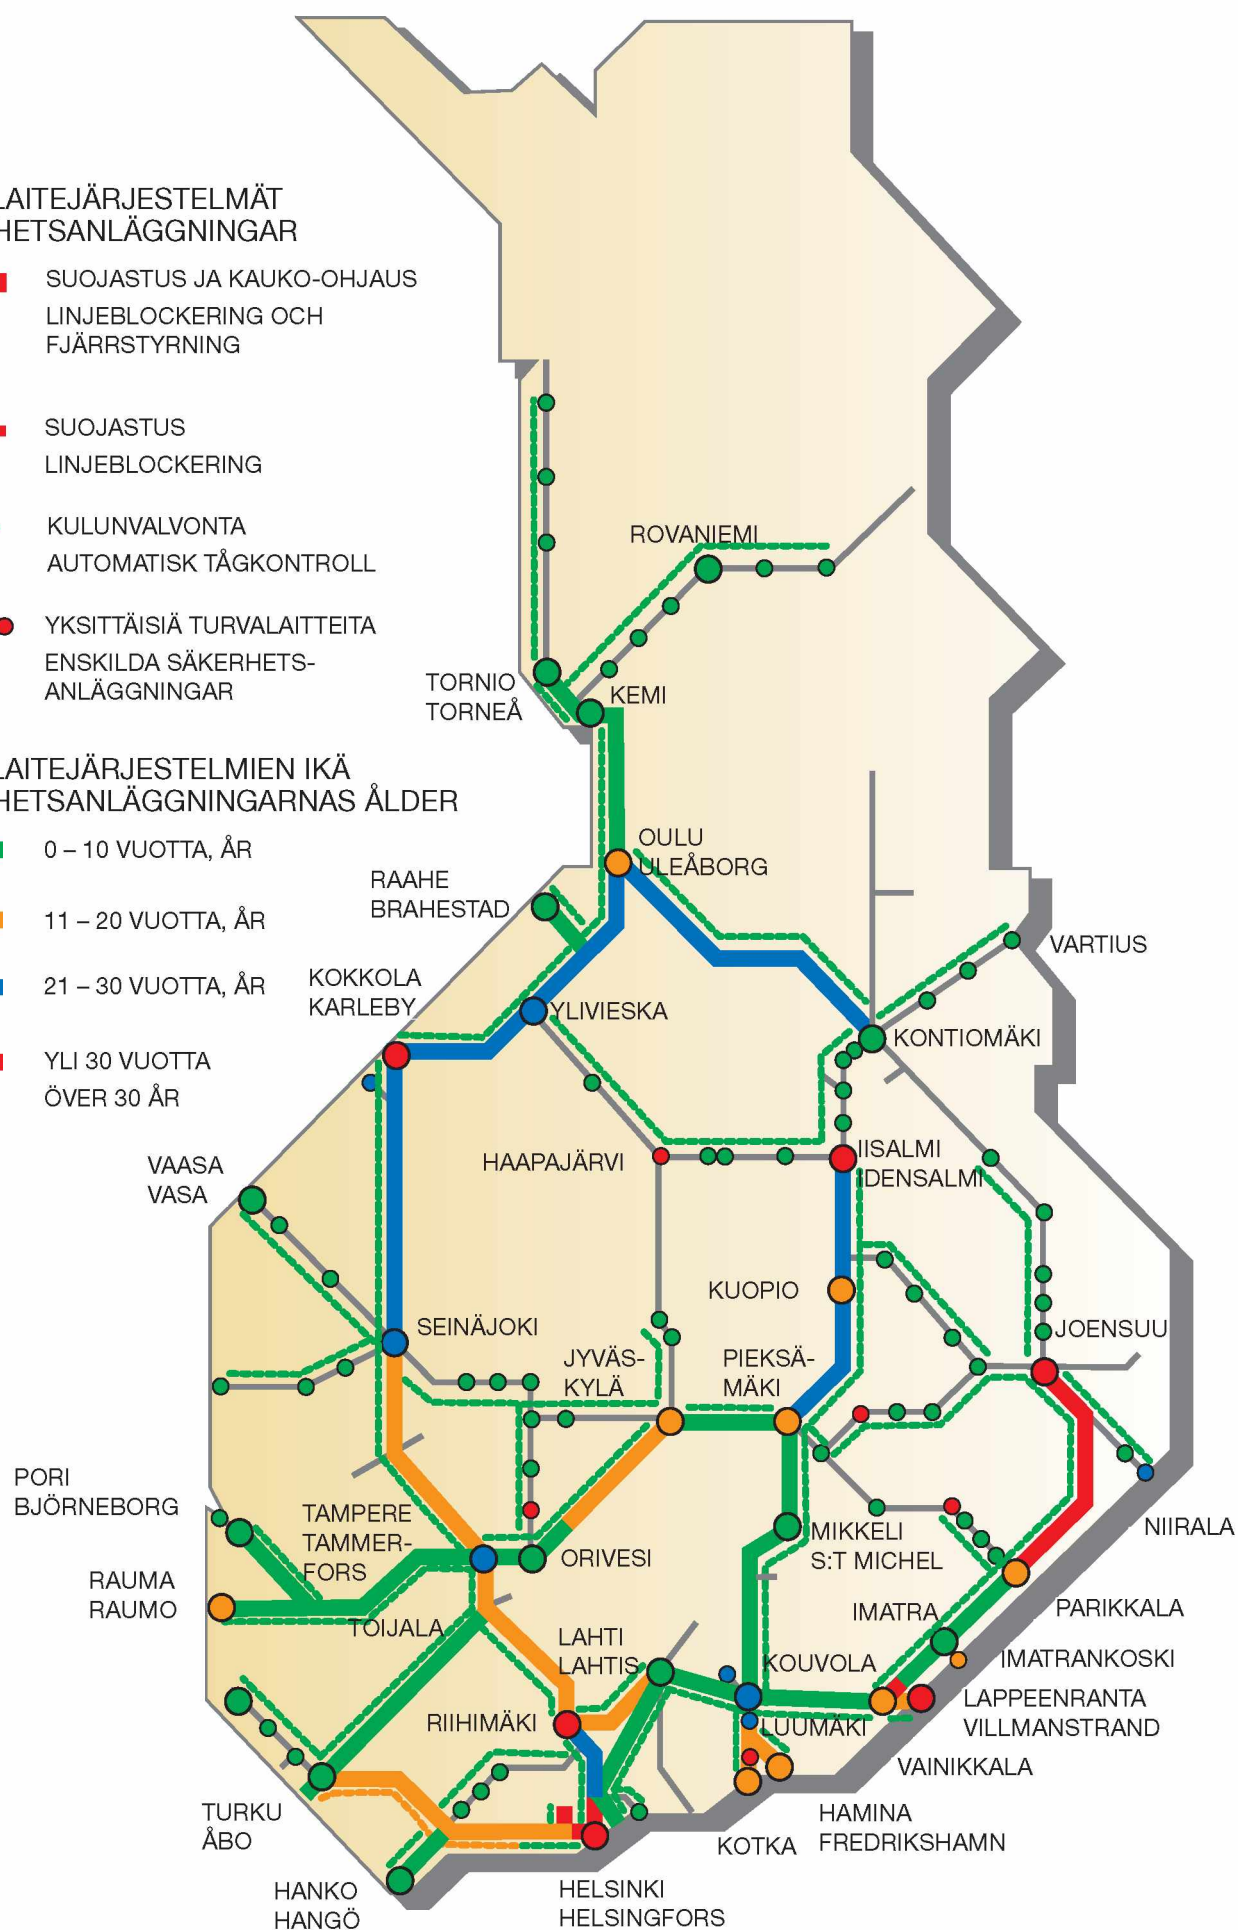 LAITEJÄRJESTELMÄT
HETSANLÄGGNINGAR
SUOJASTUS JA KAUKO-OHJAUS
LINJEBLOCKERING OCH
FJÄRRSTYRNING
SUOJASTUS
LINJEBLOCKERING
KULUNVALVONTA
AUTOMATISK TÅGKONTROLL
YKSITTÄISIÄ TURVALAITTEITA
ENSKILDA SÄKERHETS-
ANLÄGGNINGAR
LAITEJÄRJESTELMIEN IKÄ
HETSANLÄGGNINGARNAS ÅLDER
0 – 10 VUOTTA, ÅR
11 – 20 VUOTTA, ÅR
21 – 30 VUOTTA, ÅR
YLI 30 VUOTTA
ÖVER 30 ÅR
ROVANIEMI
TORNIO
TORNEÅ
KEMI
OULU
ULEÅBORG
RAAHE
BRAHESTAD
VARTIUS
KOKKOLA
KARLEBY
YLIVIESKA
KONTIOMÄKI
HAAPAJÄRVI
IISALMI
IDENSALMI
VAASA
VASA
KUOPIO
SEINÄJOKI
JOENSUU
JYVÄS-
KYLÄ
PIEKSÄ-
MÄKI
PORI
BJÖRNEBORG
TAMPERE
TAMMER-
FORS
ORIVESI
MIKKELI
S:T MICHEL
NIIRALA
RAUMA
RAUMO
TOIJALA
IMATRA
PARIKKALA
LAHTI
LAHTIS
KOUVOLA
IMATRANKOSKI
RIIHIMÄKI
LUUMÄKI
LAPPEENRANTA
VILLMANSTRAND
VAINIKKALA
TURKU
ÅBO
HAMINA
FREDRIKSHAMN
KOTKA
HANKO
HANGÖ
HELSINKI
HELSINGFORS